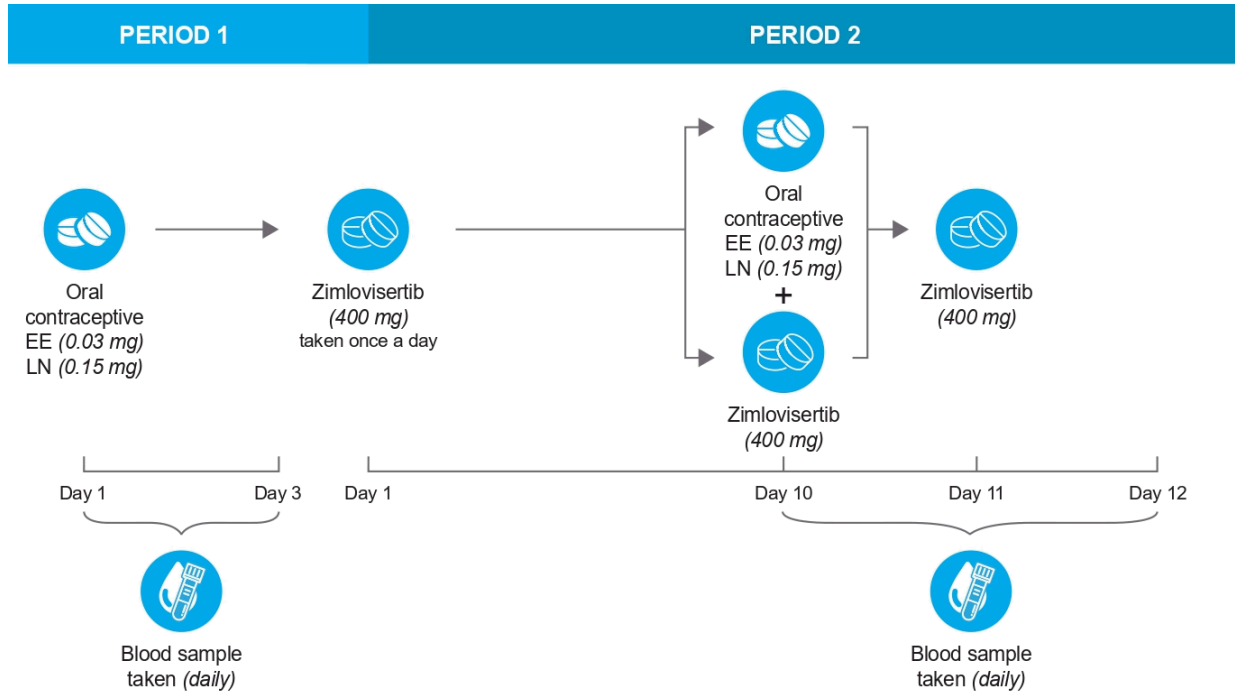 PERIOD 1
PERIOD 2
Oral
contraceptive
EE (0.03 mg)
LN (0.15 mg)
Zimlovisertib
(400 mg)
taken once a day
Oral
contraceptive
EE (0.03 mg)
LN (0.15 mg)
+
Zimlovisertib
(400 mg)
Zimlovisertib
(400 mg)
Day 1
Day 3
Day 1
Day 10
Day 11
Day 12
Blood sample
taken (daily)
Blood sample
taken (daily)